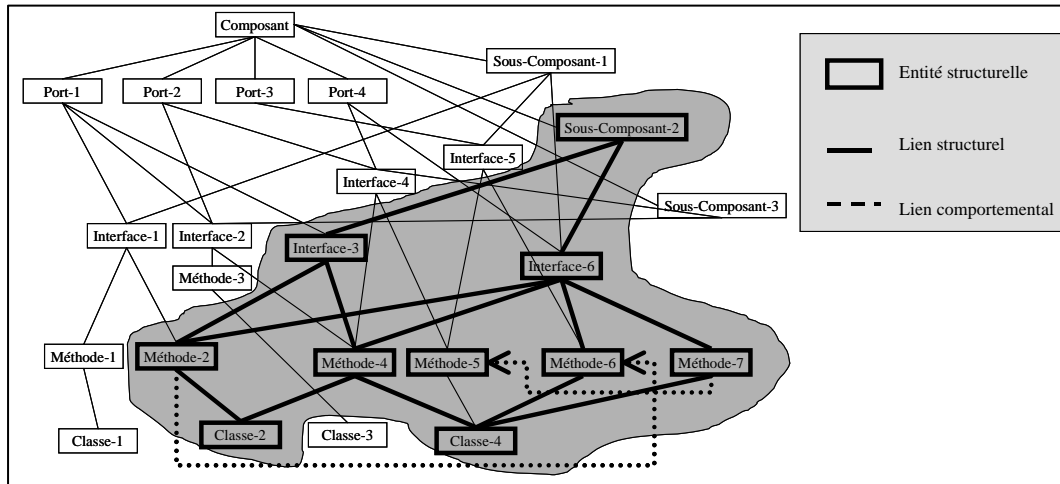 Composant
Sous-Composant-1
Port-1
Port-2
Port-3
Port-4
Entité structurelle
Sous-Composant-2
Lien structurel
Interface-5
Interface-4
Sous-Composant-3
Lien comportemental
Interface-1
Interface-2
Interface-3
Interface-6
Méthode-3
Méthode-1
Méthode-2
Méthode-4
Méthode-5
Méthode-6
Méthode-7
Classe-1
Classe-2
Classe-3
Classe-4